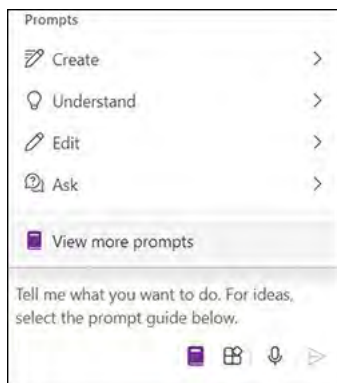 Prompts
Create
Understand
Edit
Ask
View more prompts
Tell me what you want to do. For ideas,
select the prompt guide below.